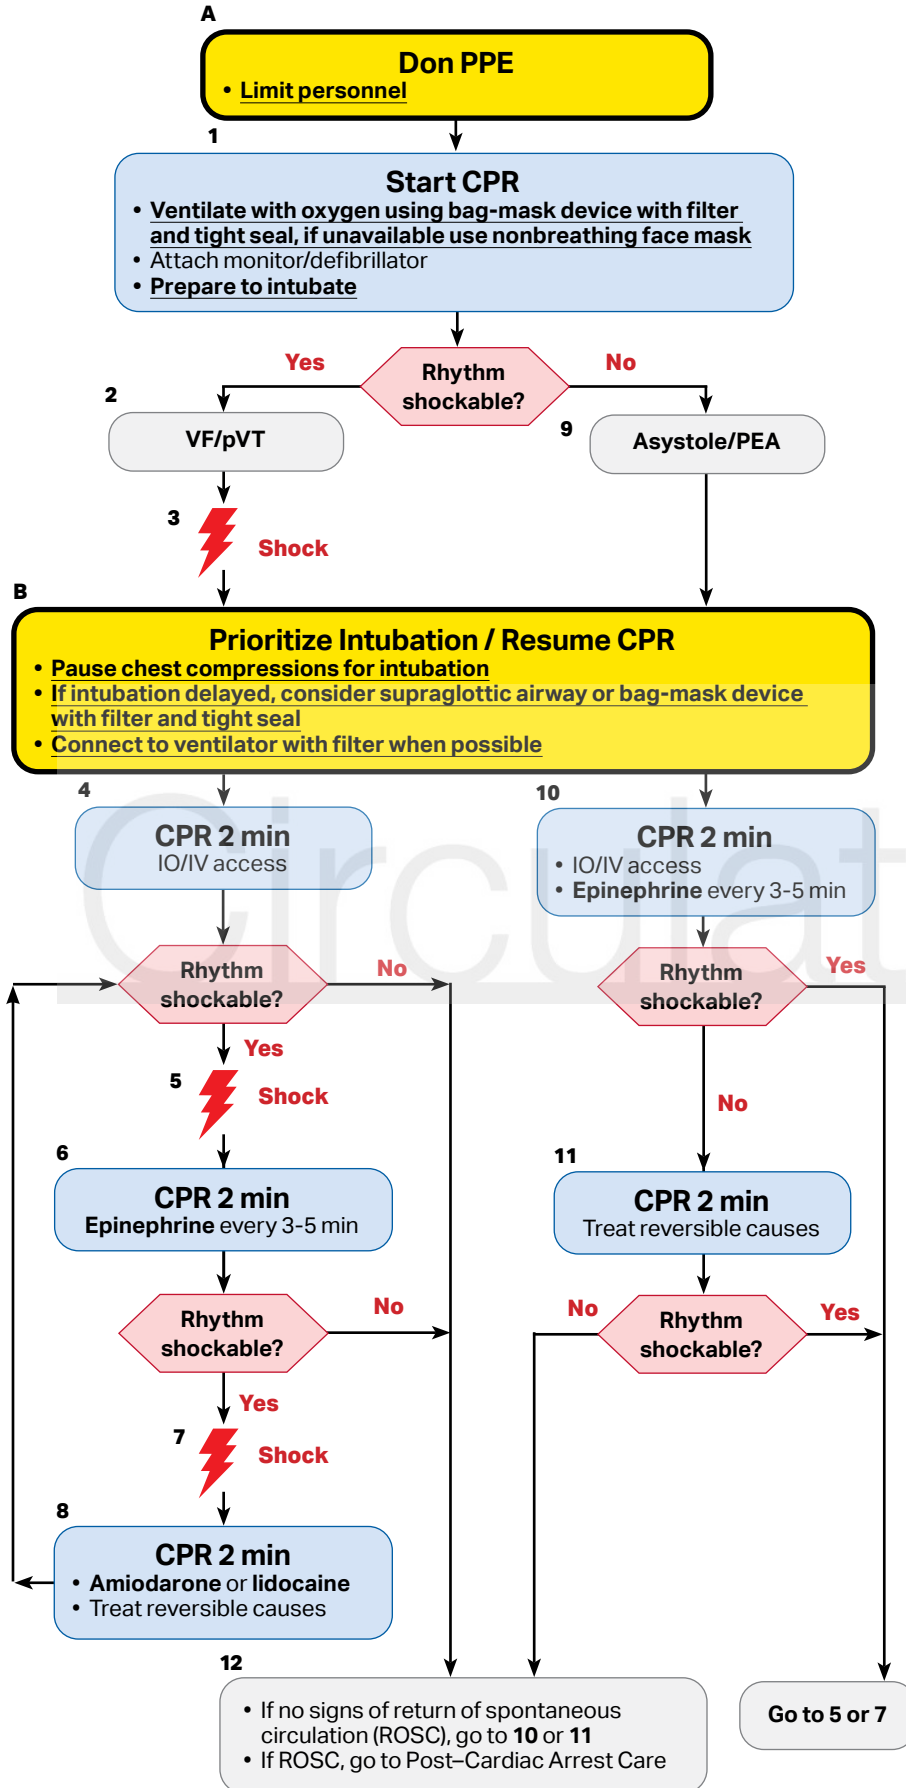 A
Don PPE
• Limit personnel
1
Start CPR
• Ventilate with oxygen using bag-mask device with filter
and tight seal, if unavailable use nonbreathing face mask
• Attach monitor/defibrillator
• Prepare to intubate
Yes
Rhythm
shockable?
No
2
VF/pVT
9
Asystole/PEA
3
Shock
B
Prioritize Intubation / Resume CPR
• Pause chest compressions for intubation
• If intubation delayed, consider supraglottic airway or bag-mask device
with filter and tight seal
• Connect to ventilator with filter when possible
4
CPR 2 min
IO/IV access
10
CPR 2 min
• IO/IV access
• Epinephrine every 3-5 min
Circulat
Rhythm
shockable?
No
Rhythm
shockable?
Yes
Yes
5
Shock
No
6
CPR 2 min
Epinephrine every 3-5 min
11
CPR 2 min
Treat reversible causes
Rhythm
shockable?
No
No
Rhythm
shockable?
Yes
Yes
7
Shock
8
CPR 2 min
• Amiodarone or lidocaine
• Treat reversible causes
12
• If no signs of return of spontaneous
circulation (ROSC), go to 10 or 11
• If ROSC, go to Post–Cardiac Arrest Care
Go to 5 or 7